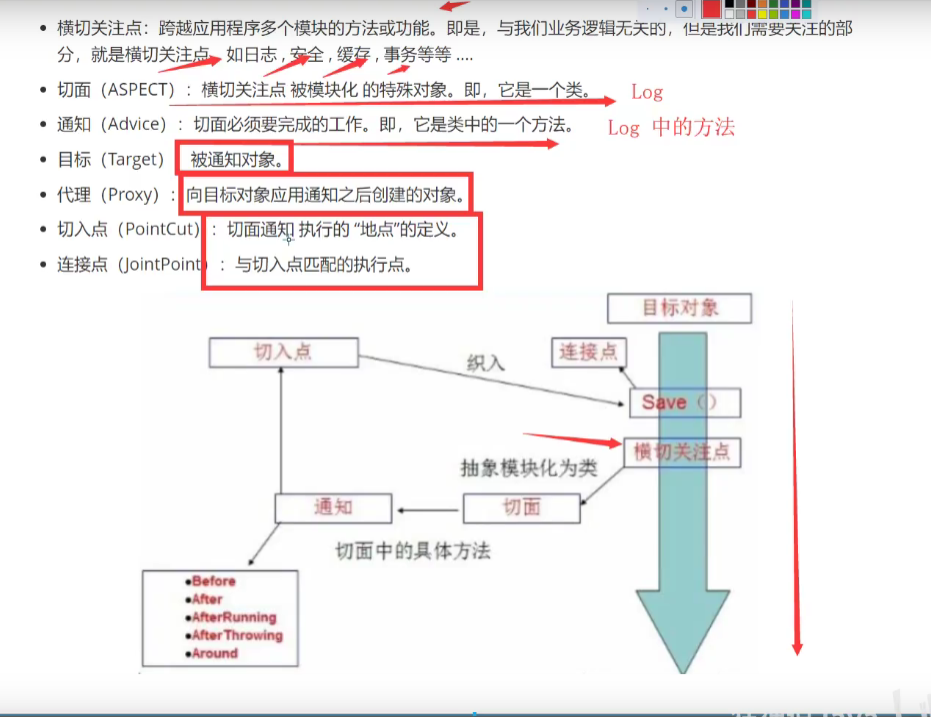 • 横切关注点：跨越应用程序多个模块的方法或功能。即是，与我们业务逻辑无关的，但是我们需要关注的部
分，就是横切关注点。如日志 , 安全 , 缓存 , 事务等等 ....
• 切面（ASPECT）：横切关注点 被模块化 的特殊对象。即，它是一个类。
Log
• 通知（Advice）：切面必须要完成的工作。即，它是类中的一个方法。
Log 中的方法
• 目标（Target） 被通知对象。
• 代理（Proxy）：向目标对象应用通知之后创建的对象。
• 切入点（PointCut）：切面通知 执行的 “地点”的定义。
• 连接点（JointPoint）：与切入点匹配的执行点。
目标对象
切入点
织入
连接点
Save（）
横切关注点
抽象模块化为类
通知
切面
切面中的具体方法
●Before
●After
●AfterRunning
●AfterThrowing
●Around